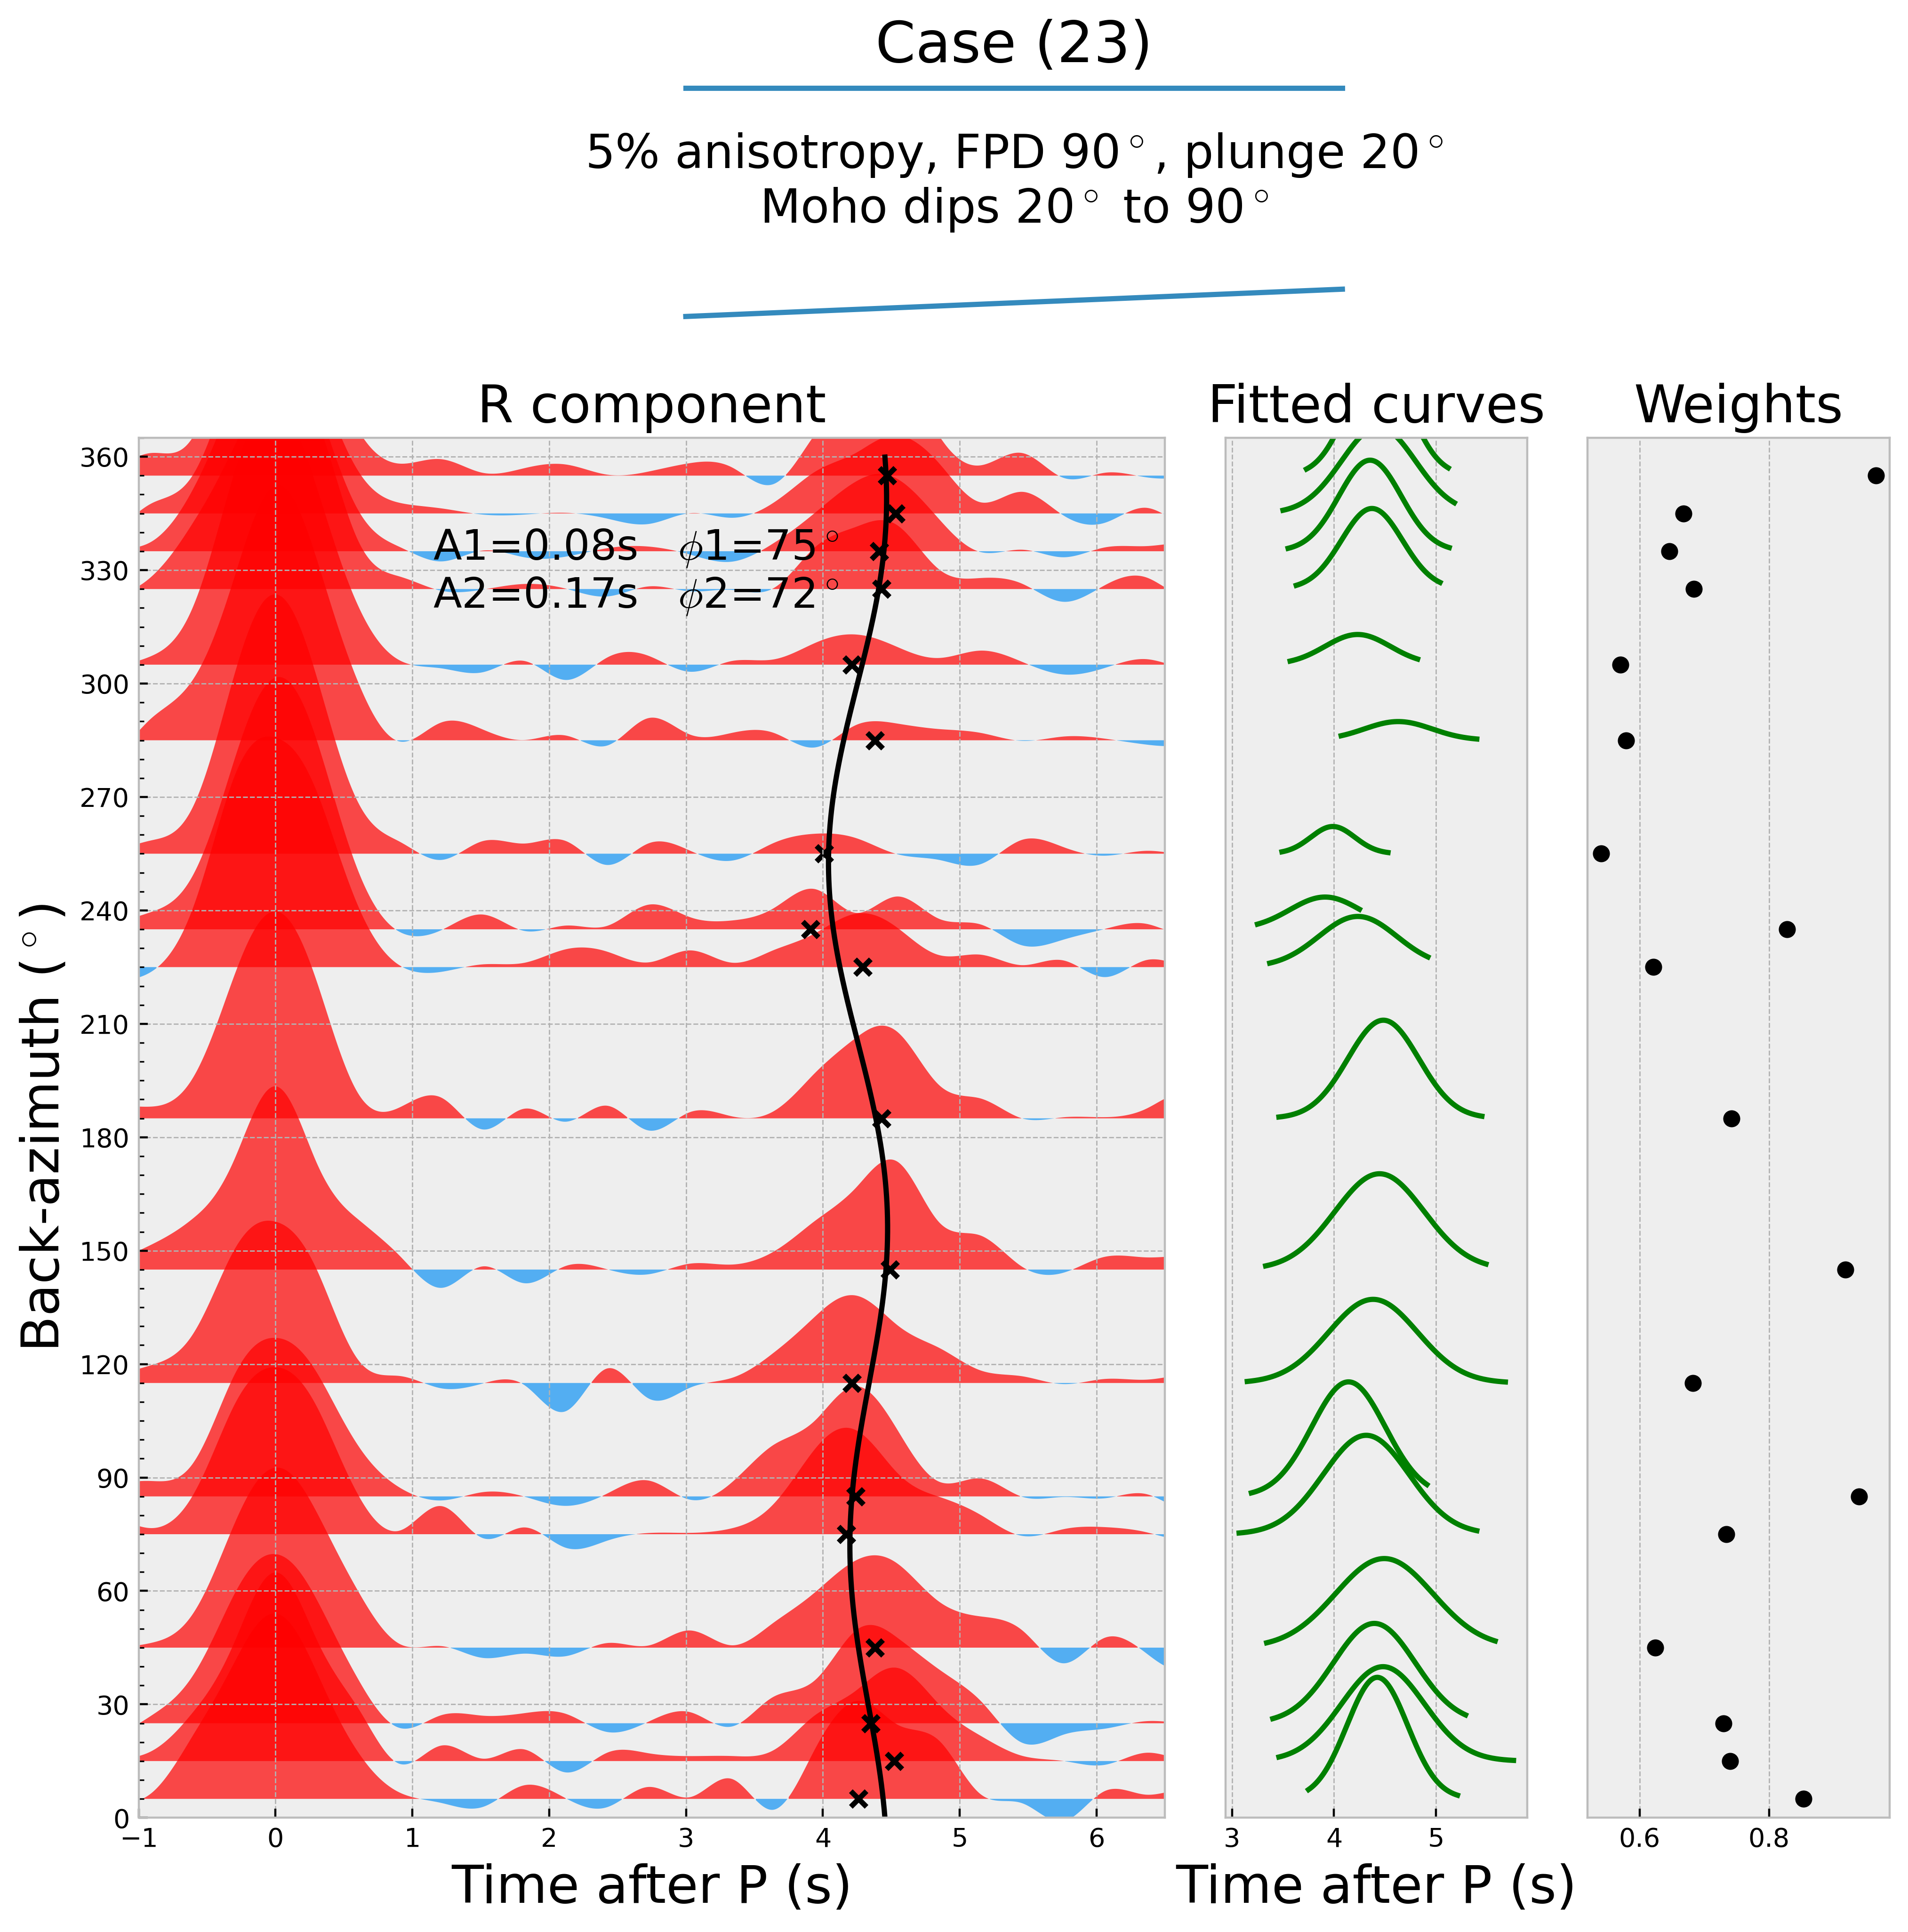 Case (23)
5% anisotropy, FPD 90°, plunge 20°
Moho dips 20° to 90°
R component
Fitted curves
Weights
A1=0.08s ϕ1=75°
A2=0.17s ϕ2=72°
Back-azimuth (°)
360
330
300
270
240
210
180
150
120
90
60
30
0
−1 0 1 2 3 4 5 6
3 4 5
0.6 0.8
Time after P (s)
Time after P (s)